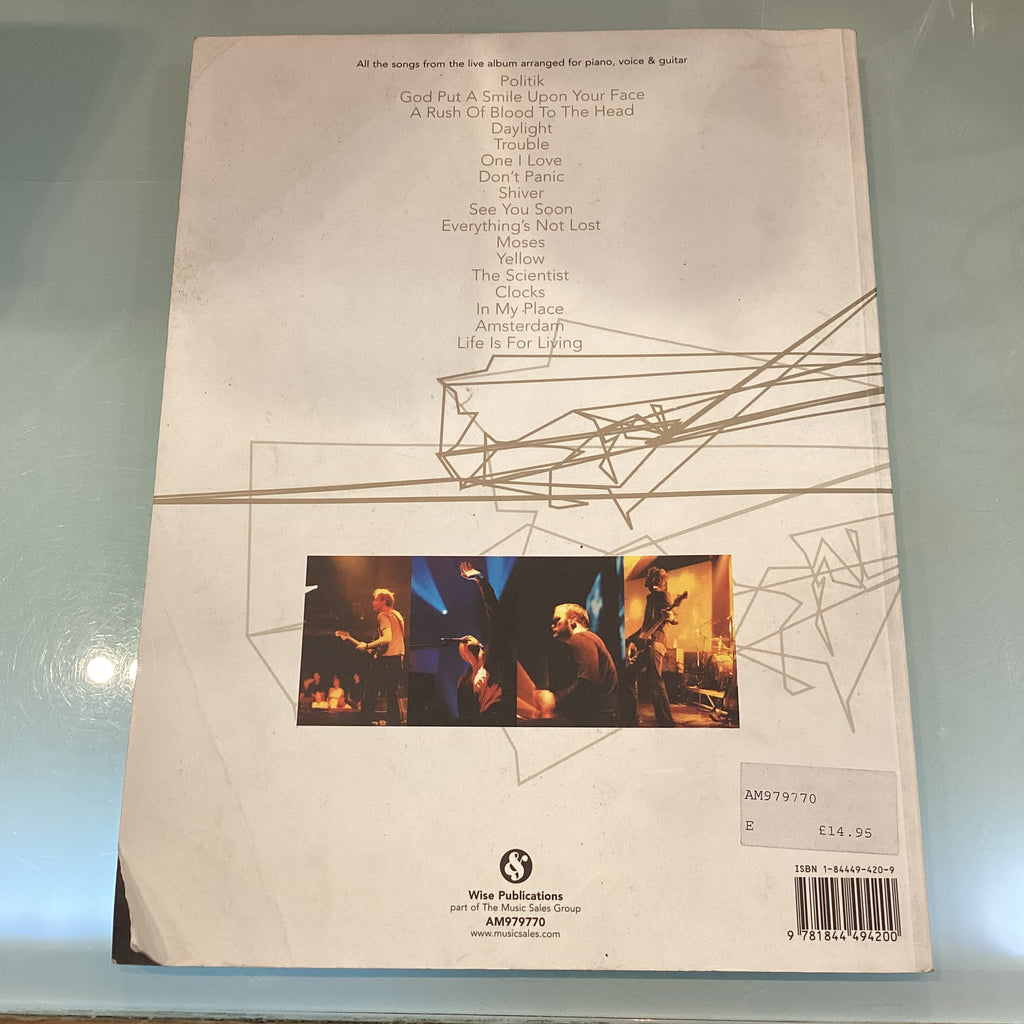 All the songs from the live album arranged for piano, voice & guitar
Politik
God Put A Smile Upon Your Face
A Rush Of Blood To The Head
Daylight
Trouble
One I Love
Don't Panic
Shiver
See You Soon
Everything's Not Lost
Moses
Yellow
The Scientist
Clocks
In My Place
Amsterdam
Life Is For Living
AM979770
E £14.95
&
Wise Publications
part of The Music Sales Group
AM979770
www.musicsales.com
ISBN 1-84449-420-9
9 781844 494200